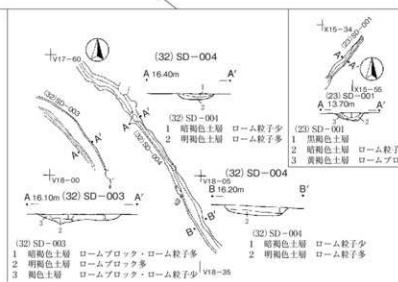 V17-60
(32) SD-004
A 16.40m A'
(32) SD-003
A
A'
A
A'
(32) SD-004
(32) SD-004
1 暗褐色土層 ローム粒子少
2 明褐色土層 ローム粒子多
V18-00
A 16.10m (32) SD-003 A'
V18-05
(32) SD-004
B 16.20m B'
B
B'
(32) SD-003
1 暗褐色土層 ロームブロック・ローム粒子多
2 明褐色土層 ロームブロック多
3 褐色土層 ロームブロック・ローム粒子少
V18-35
(32) SD-004
1 暗褐色土層 ローム粒子少
2 明褐色土層 ローム粒子多
X15-34
(23) SD-001
A
A'
X15-55
(23) SD-001
A 13.70m A'
(23) SD-001
1 黒褐色土層
2 暗褐色土層 ローム粒子
3 黄褐色土層 ロームブロ